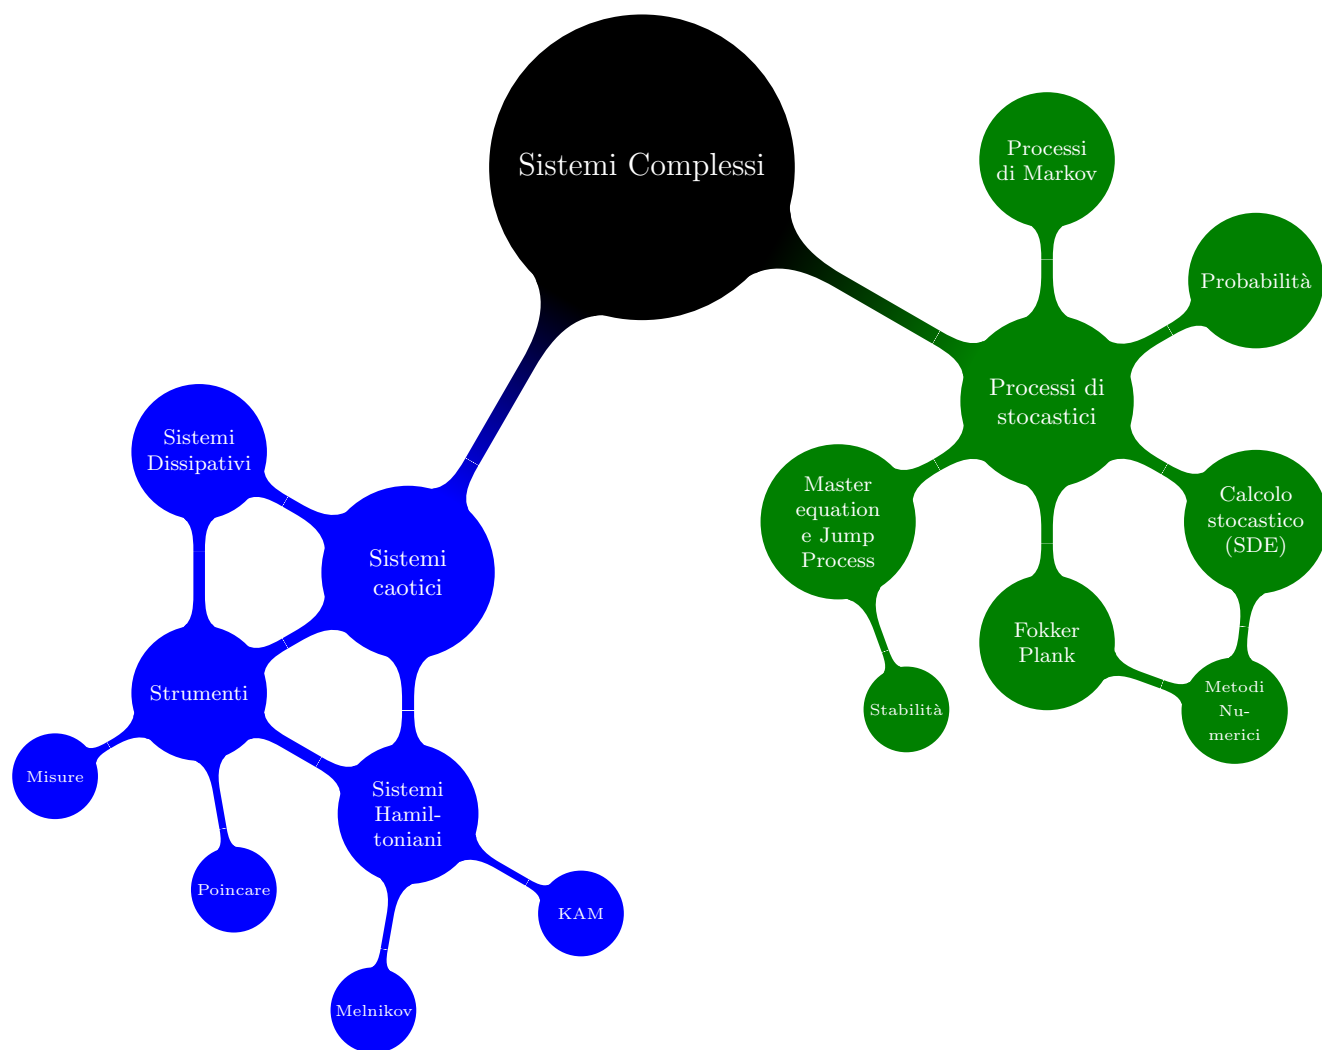 Sistemi Complessi
Processi
di Markov
Probabilità
Processi di
stocastici
Master
equation
e Jump
Process
Calcolo
stocastico
(SDE)
Fokker
Plank
Stabilità
Metodi
Nu-
merici
Sistemi
Dissipativi
Sistemi
caotici
Strumenti
Misure
Poincare
Sistemi
Hamil-
toniani
KAM
Melnikov